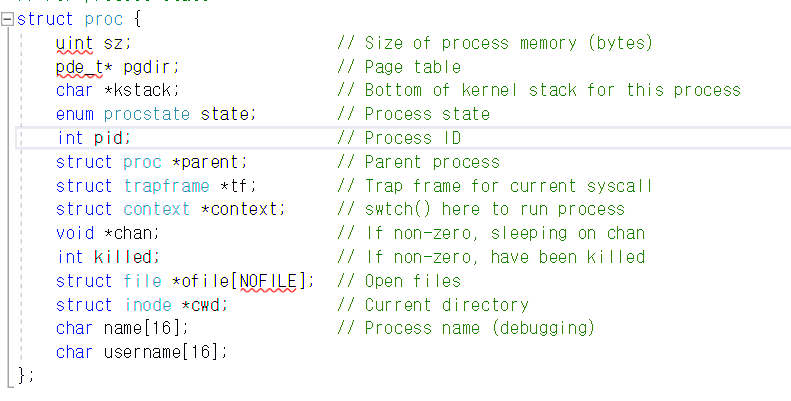 struct proc {
uint sz; // Size of process memory (bytes)
pde_t* pgdir; // Page table
char *kstack; // Bottom of kernel stack for this process
enum procstate state; // Process state
int pid; // Process ID
struct proc *parent; // Parent process
struct trapframe *tf; // Trap frame for current syscall
struct context *context; // swtch() here to run process
void *chan; // If non-zero, sleeping on chan
int killed; // If non-zero, have been killed
struct file *ofile[NOFILE]; // Open files
struct inode *cwd; // Current directory
char name[16]; // Process name (debugging)
char username[16];
};